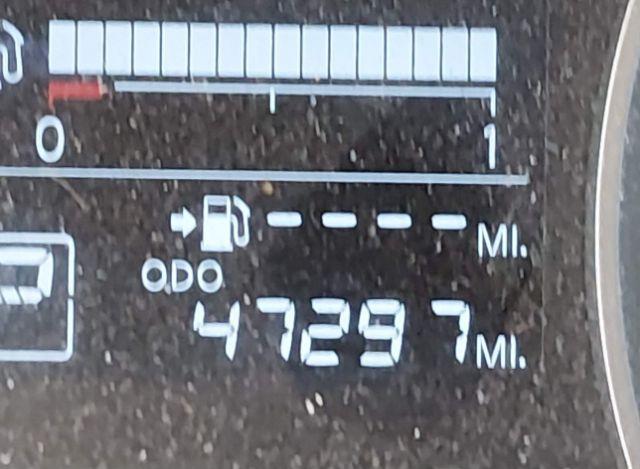 0 1
---- MI.
ODO
47297 MI.